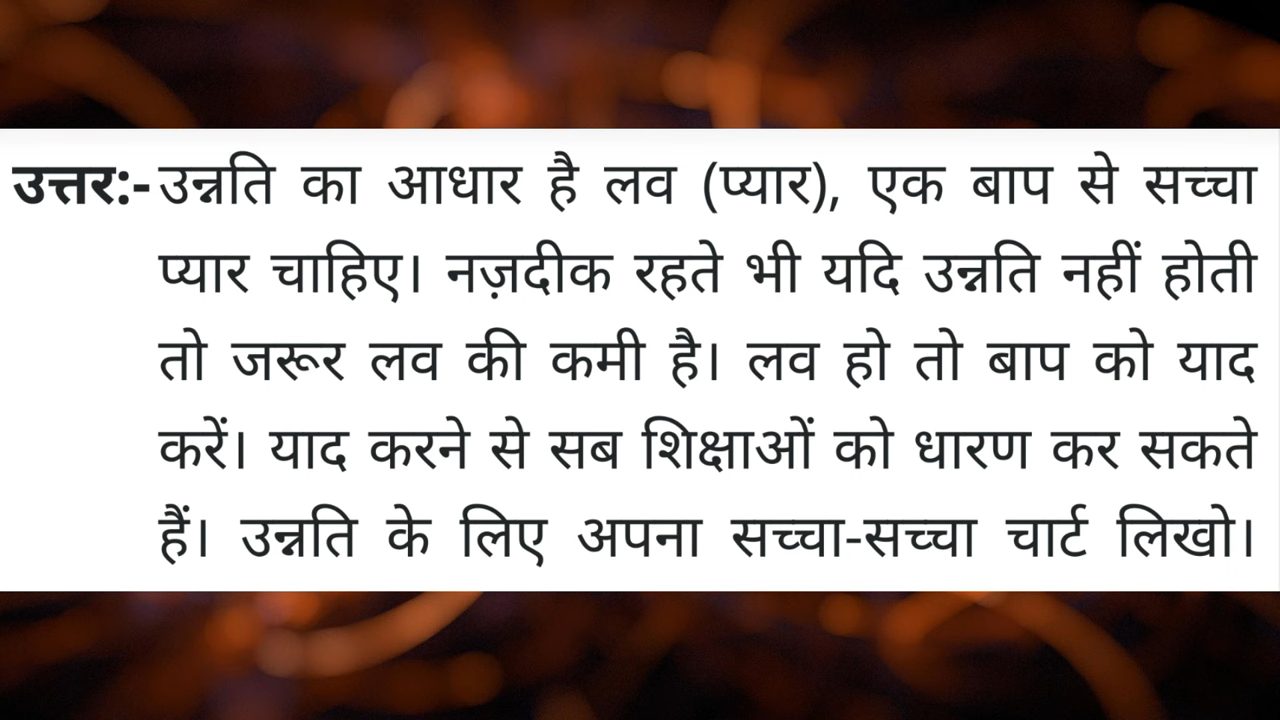 उत्तर:- उन्नति का आधार है लव (प्यार), एक बाप से सच्चा
प्यार चाहिए। नज़दीक रहते भी यदि उन्नति नहीं होती
तो जरूर लव की कमी है। लव हो तो बाप को याद
करें। याद करने से सब शिक्षाओं को धारण कर सकते
हैं। उन्नति के लिए अपना सच्चा-सच्चा चार्ट लिखो।